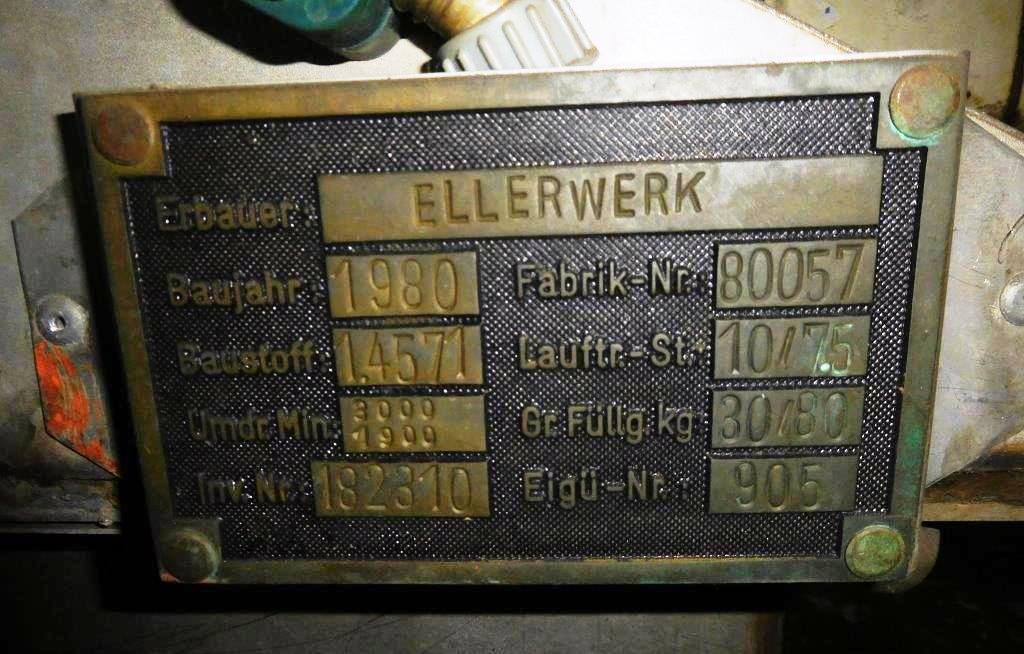 Erbauer: ELLERWERK
Baujahr: 1980 Fabrik-Nr.: 80057
Baustoff: 1.4571 Lauftr.-St.: 10/7.5
Umdr. Min. 3000 1900 Gr. Füllg. kg 30/80
Inv. Nr.: 182310 Eigü-Nr.: 905